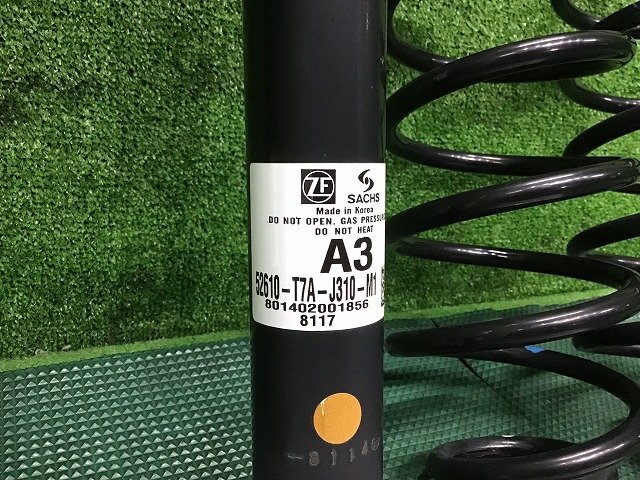 ZF SACHS
Made in Korea
DO NOT OPEN, GAS PRESSURE
DO NOT HEAT
A3
52610-T7A-J310-M1
801402001856
8117